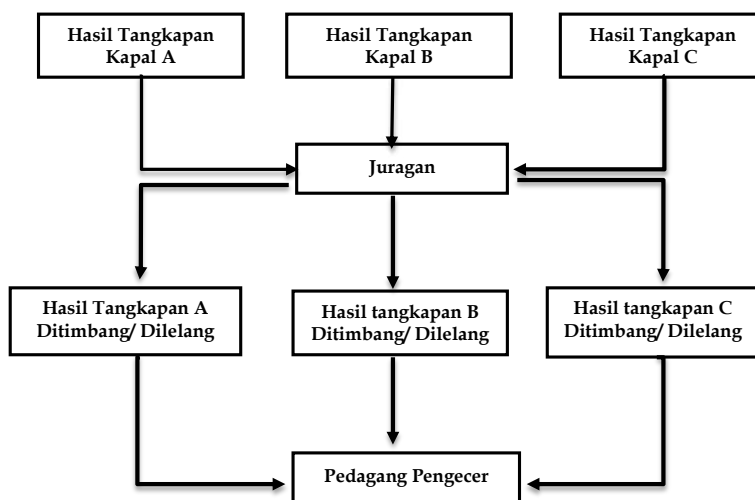 Hasil Tangkapan
Kapal A
Hasil Tangkapan
Kapal B
Hasil Tangkapan
Kapal C
Juragan
Hasil Tangkapan A
Ditimbang/ Dilelang
Hasil tangkapan B
Ditimbang/ Dilelang
Hasil tangkapan C
Ditimbang/ Dilelang
Pedagang Pengecer